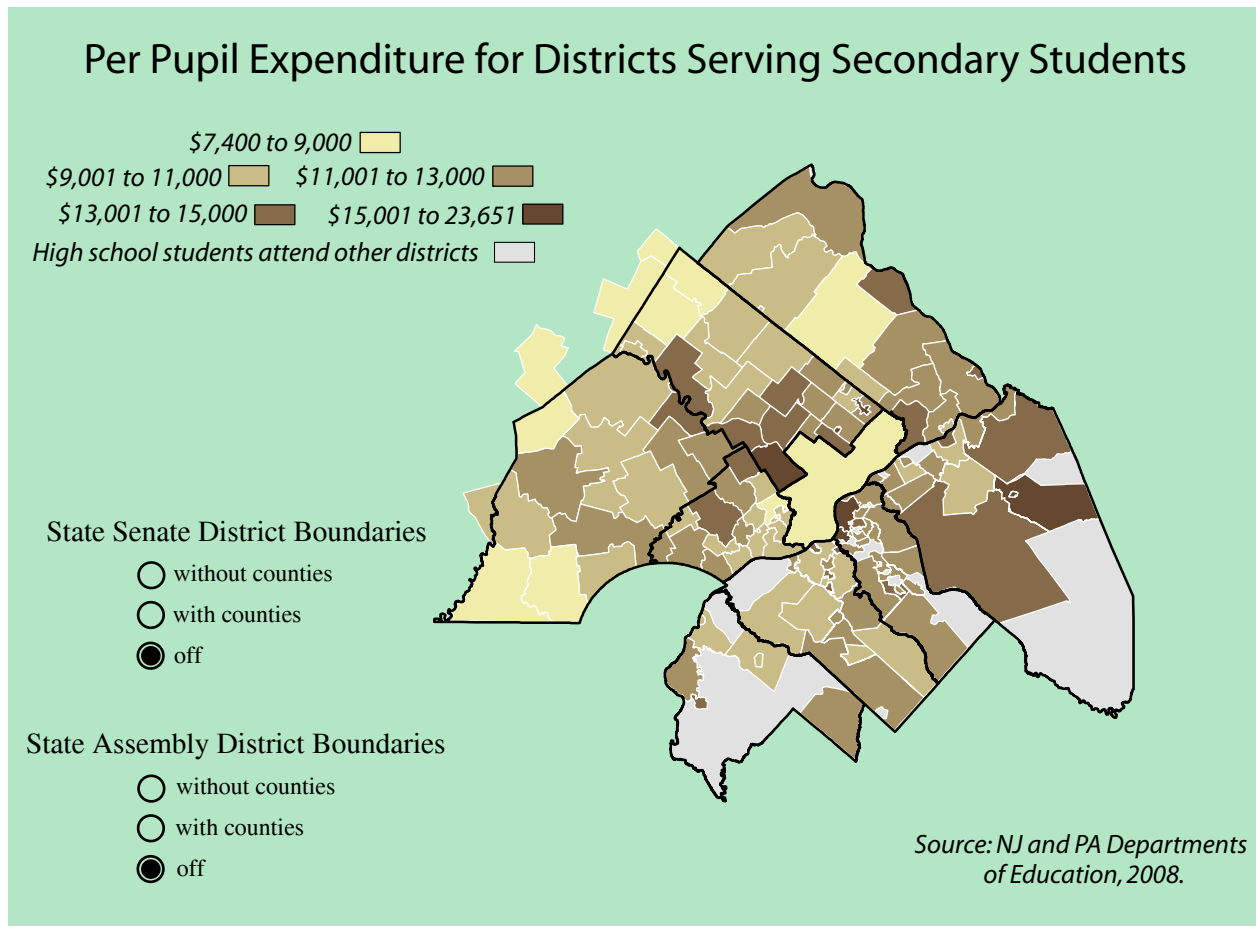 Per Pupil Expenditure for Districts Serving Secondary Students
$7,400 to 9,000
$9,001 to 11,000 $11,001 to 13,000
$13,001 to 15,000 $15,001 to 23,651
High school students attend other districts
State Senate District Boundaries
without counties
with counties
off
State Assembly District Boundaries
without counties
with counties
off
Source: NJ and PA Departments
of Education, 2008.